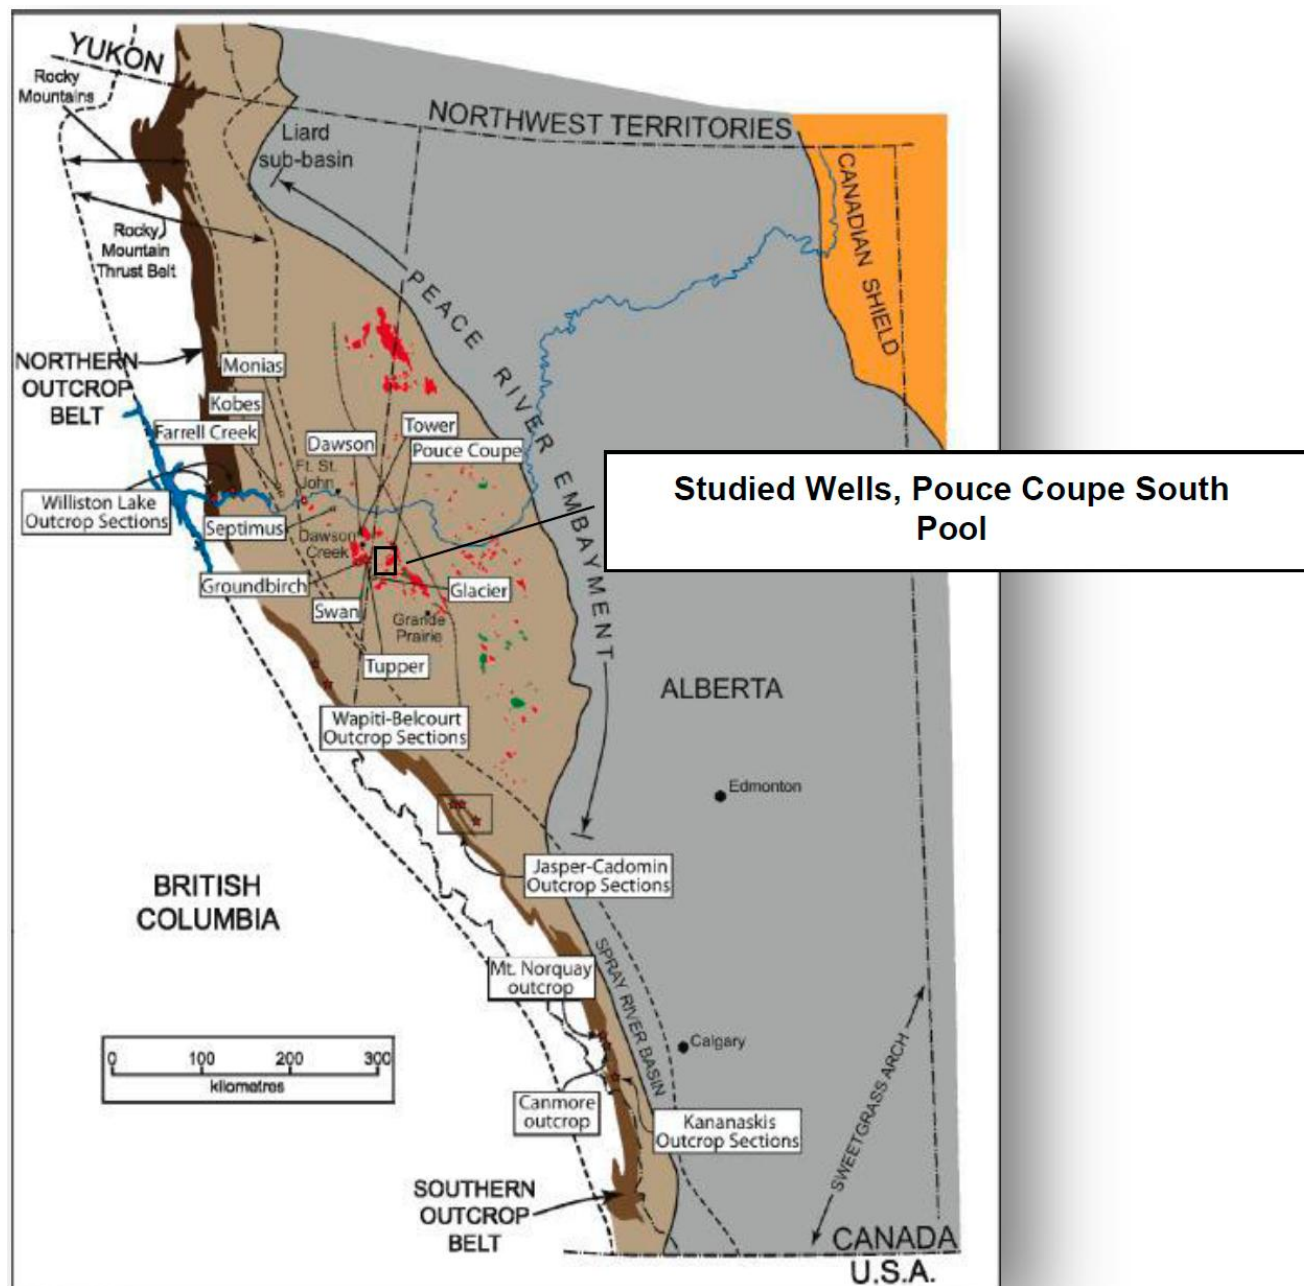 YUKON
Rocky
Mountains
NORTHWEST TERRITORIES
Liard
sub-basin
CANADIAN SHIELD
Rocky
Mountain
Thrust Belt
PEACE RIVER EMBAYMENT
NORTHERN
OUTCROP
BELT
Monias
Kobes
Farrell Creek
Dawson
Tower
Pouce Coupe
Ft. St.
John
Williston Lake
Outcrop Sections
Septimus
Dawson
Creek
Studied Wells, Pouce Coupe South
Pool
Groundbirch
Swan
Glacier
Grande
Prairie
Tupper
ALBERTA
Wapiti-Belcourt
Outcrop Sections
Edmonton
Jasper-Cadomin
Outcrop Sections
BRITISH
COLUMBIA
Mt. Norquay
outcrop
SPRAY RIVER BASIN
Calgary
0 100 200 300
kilometres
Canmore
outcrop
Kananaskis
Outcrop Sections
SWEETGRASS ARCH
SOUTHERN
OUTCROP
BELT
CANADA
U.S.A.